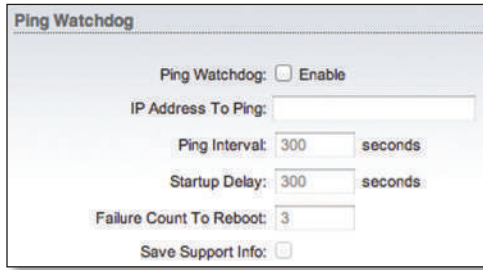 Ping Watchdog
Ping Watchdog: Enable
IP Address To Ping:
Ping Interval: 300 seconds
Startup Delay: 300 seconds
Failure Count To Reboot: 3
Save Support Info: